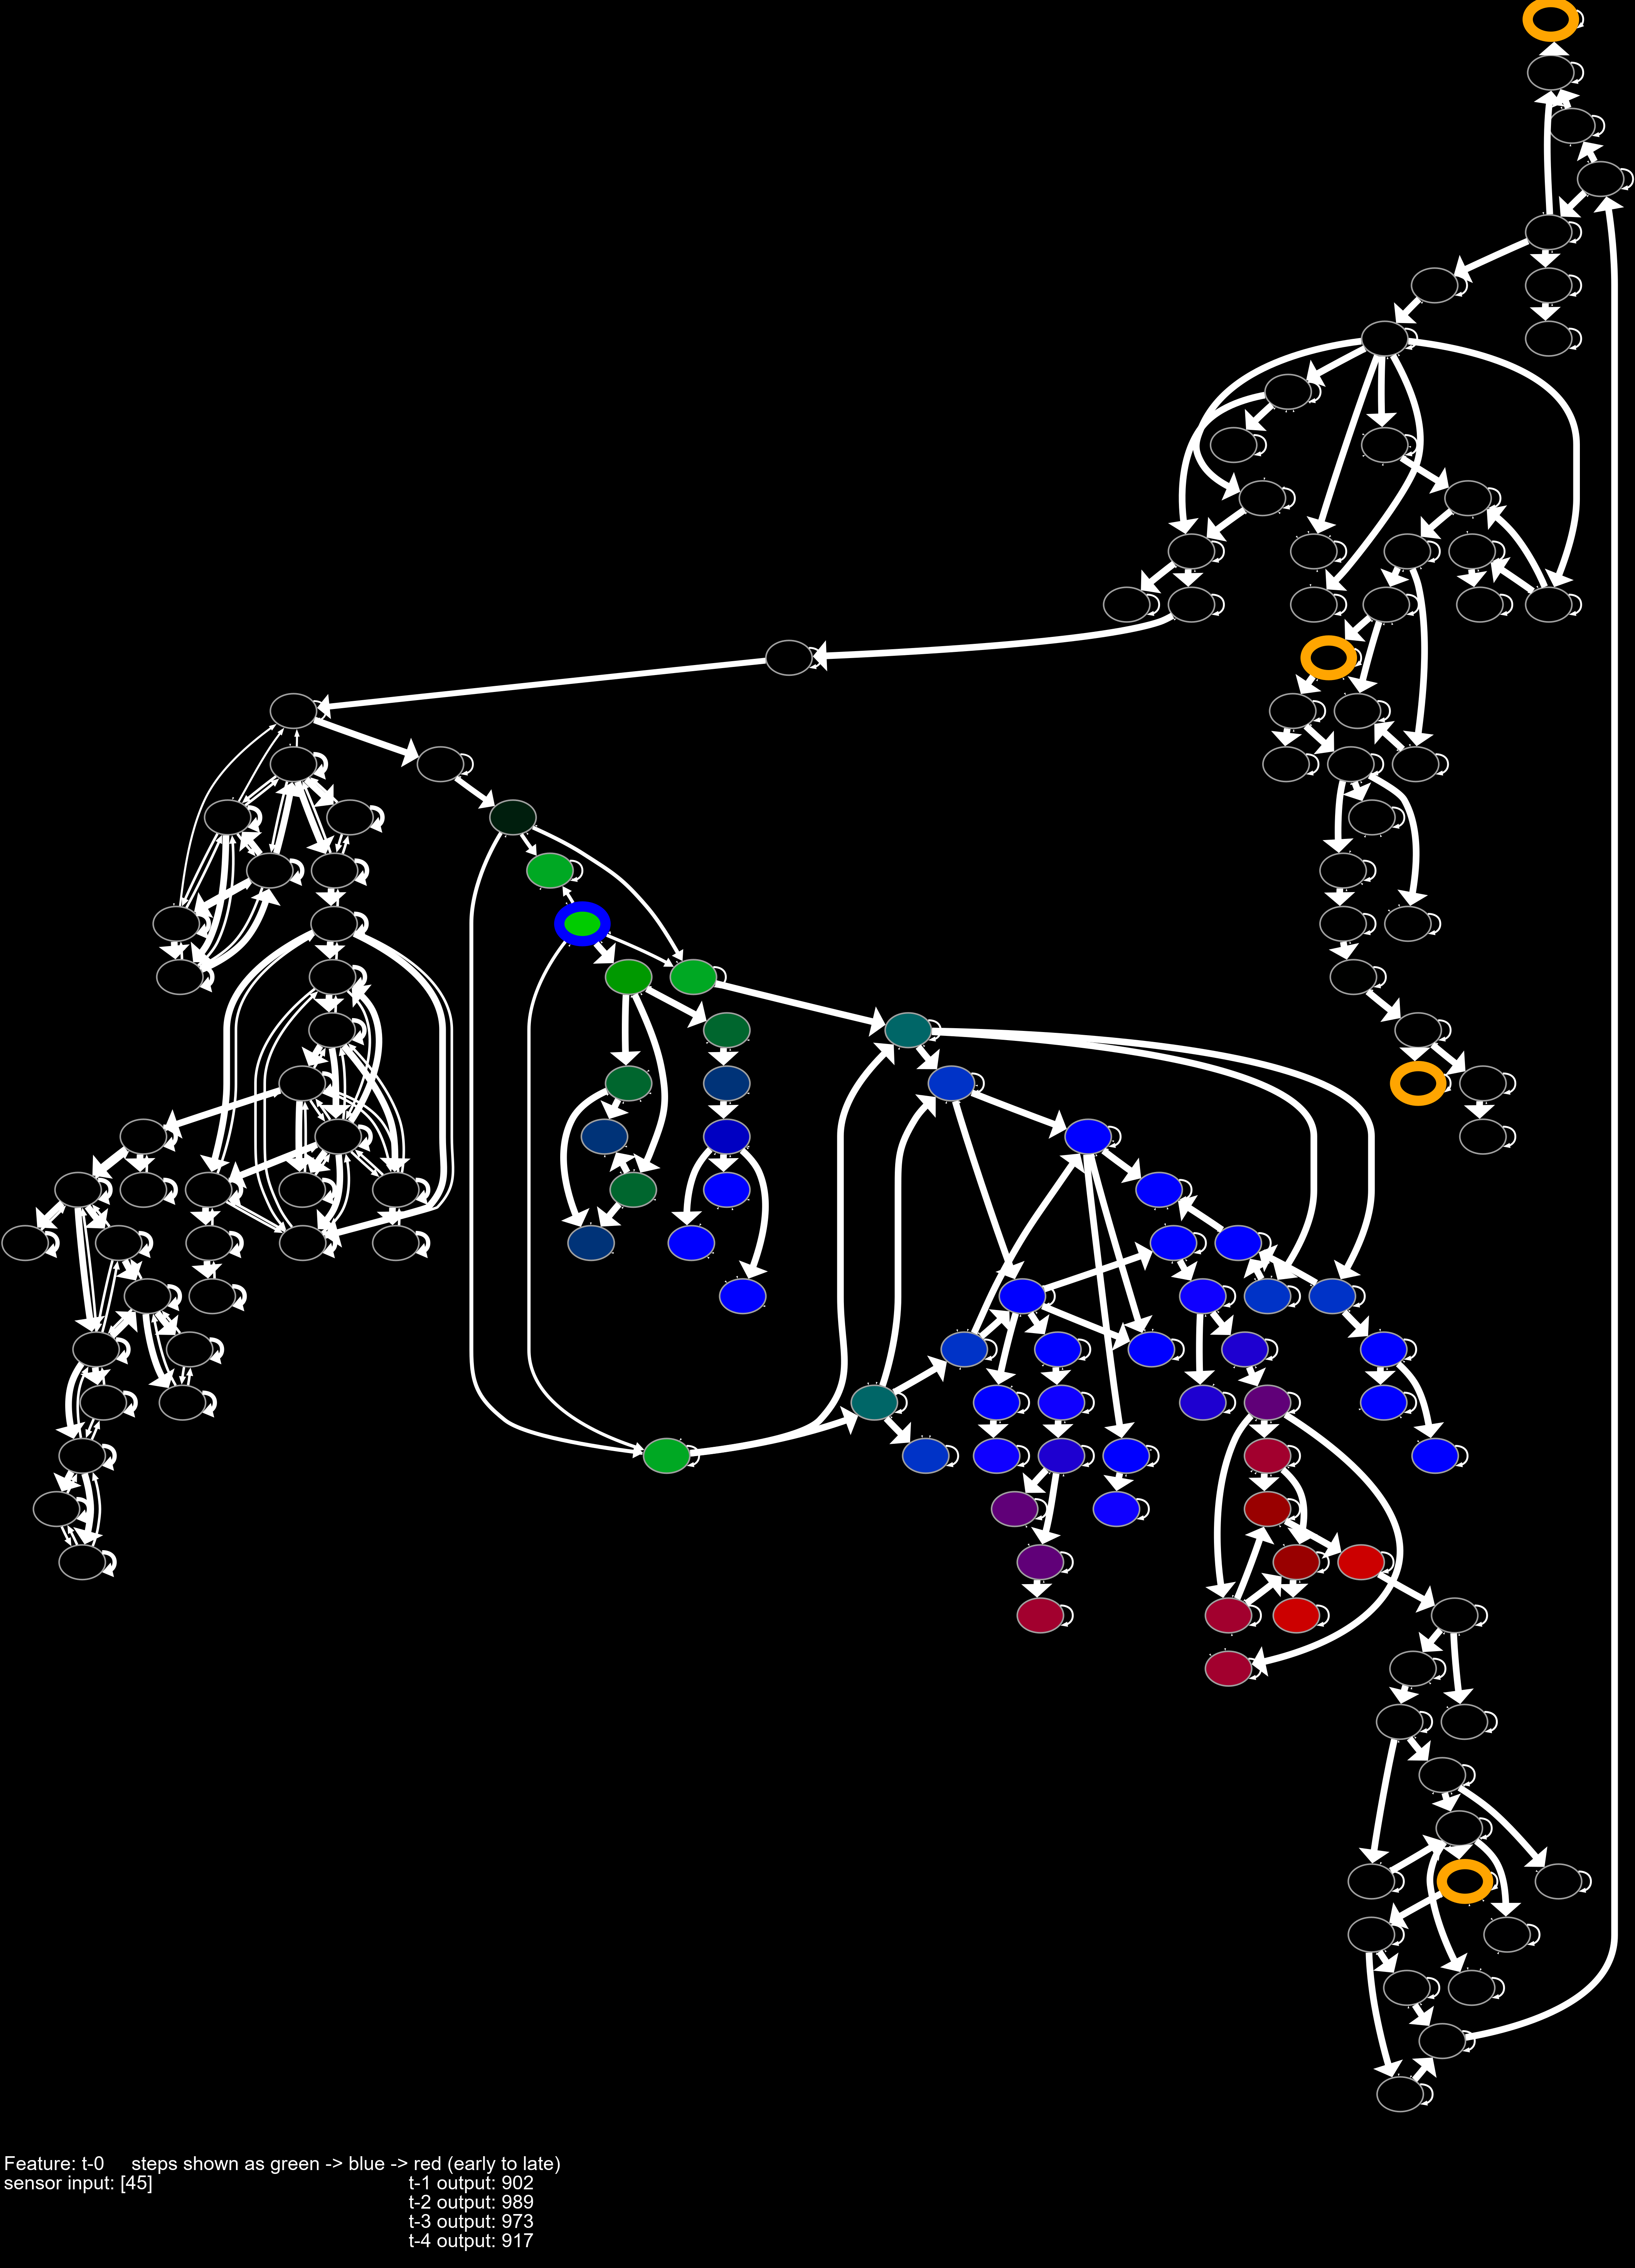 Feature: t-0 steps shown as green -> blue -> red (early to late)
sensor input: [45] t-1 output: 902
t-2 output: 989
t-3 output: 973
t-4 output: 917